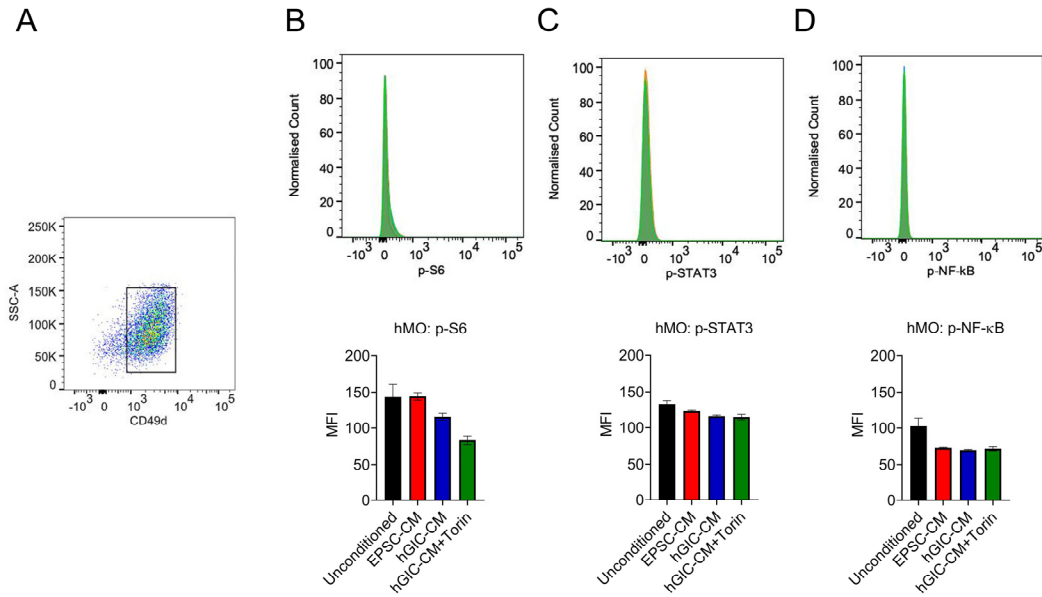 A
B
C
D
250K
200K
150K
100K
50K
0
SSC-A
-10³ 0 10³ 10⁴ 10⁵
CD49d
100
80
60
40
20
0
Normalised Count
-10³ 0 10³ 10⁴ 10⁵
p-S6
100
80
60
40
20
0
Normalised Count
-10³ 0 10³ 10⁴ 10⁵
p-STAT3
100
80
60
40
20
0
Normalised Count
-10³ 0 10³ 10⁴ 10⁵
p-NF-kB
hMO: p-S6
200
150
100
50
0
MFI
Unconditioned
EPSC-CM
hGIC-CM
hGIC-CM+Torin
hMO: p-STAT3
200
150
100
50
0
MFI
Unconditioned
EPSC-CM
hGIC-CM
hGIC-CM+Torin
hMO: p-NF-κB
200
150
100
50
0
MFI
Unconditioned
EPSC-CM
hGIC-CM
hGIC-CM+Torin